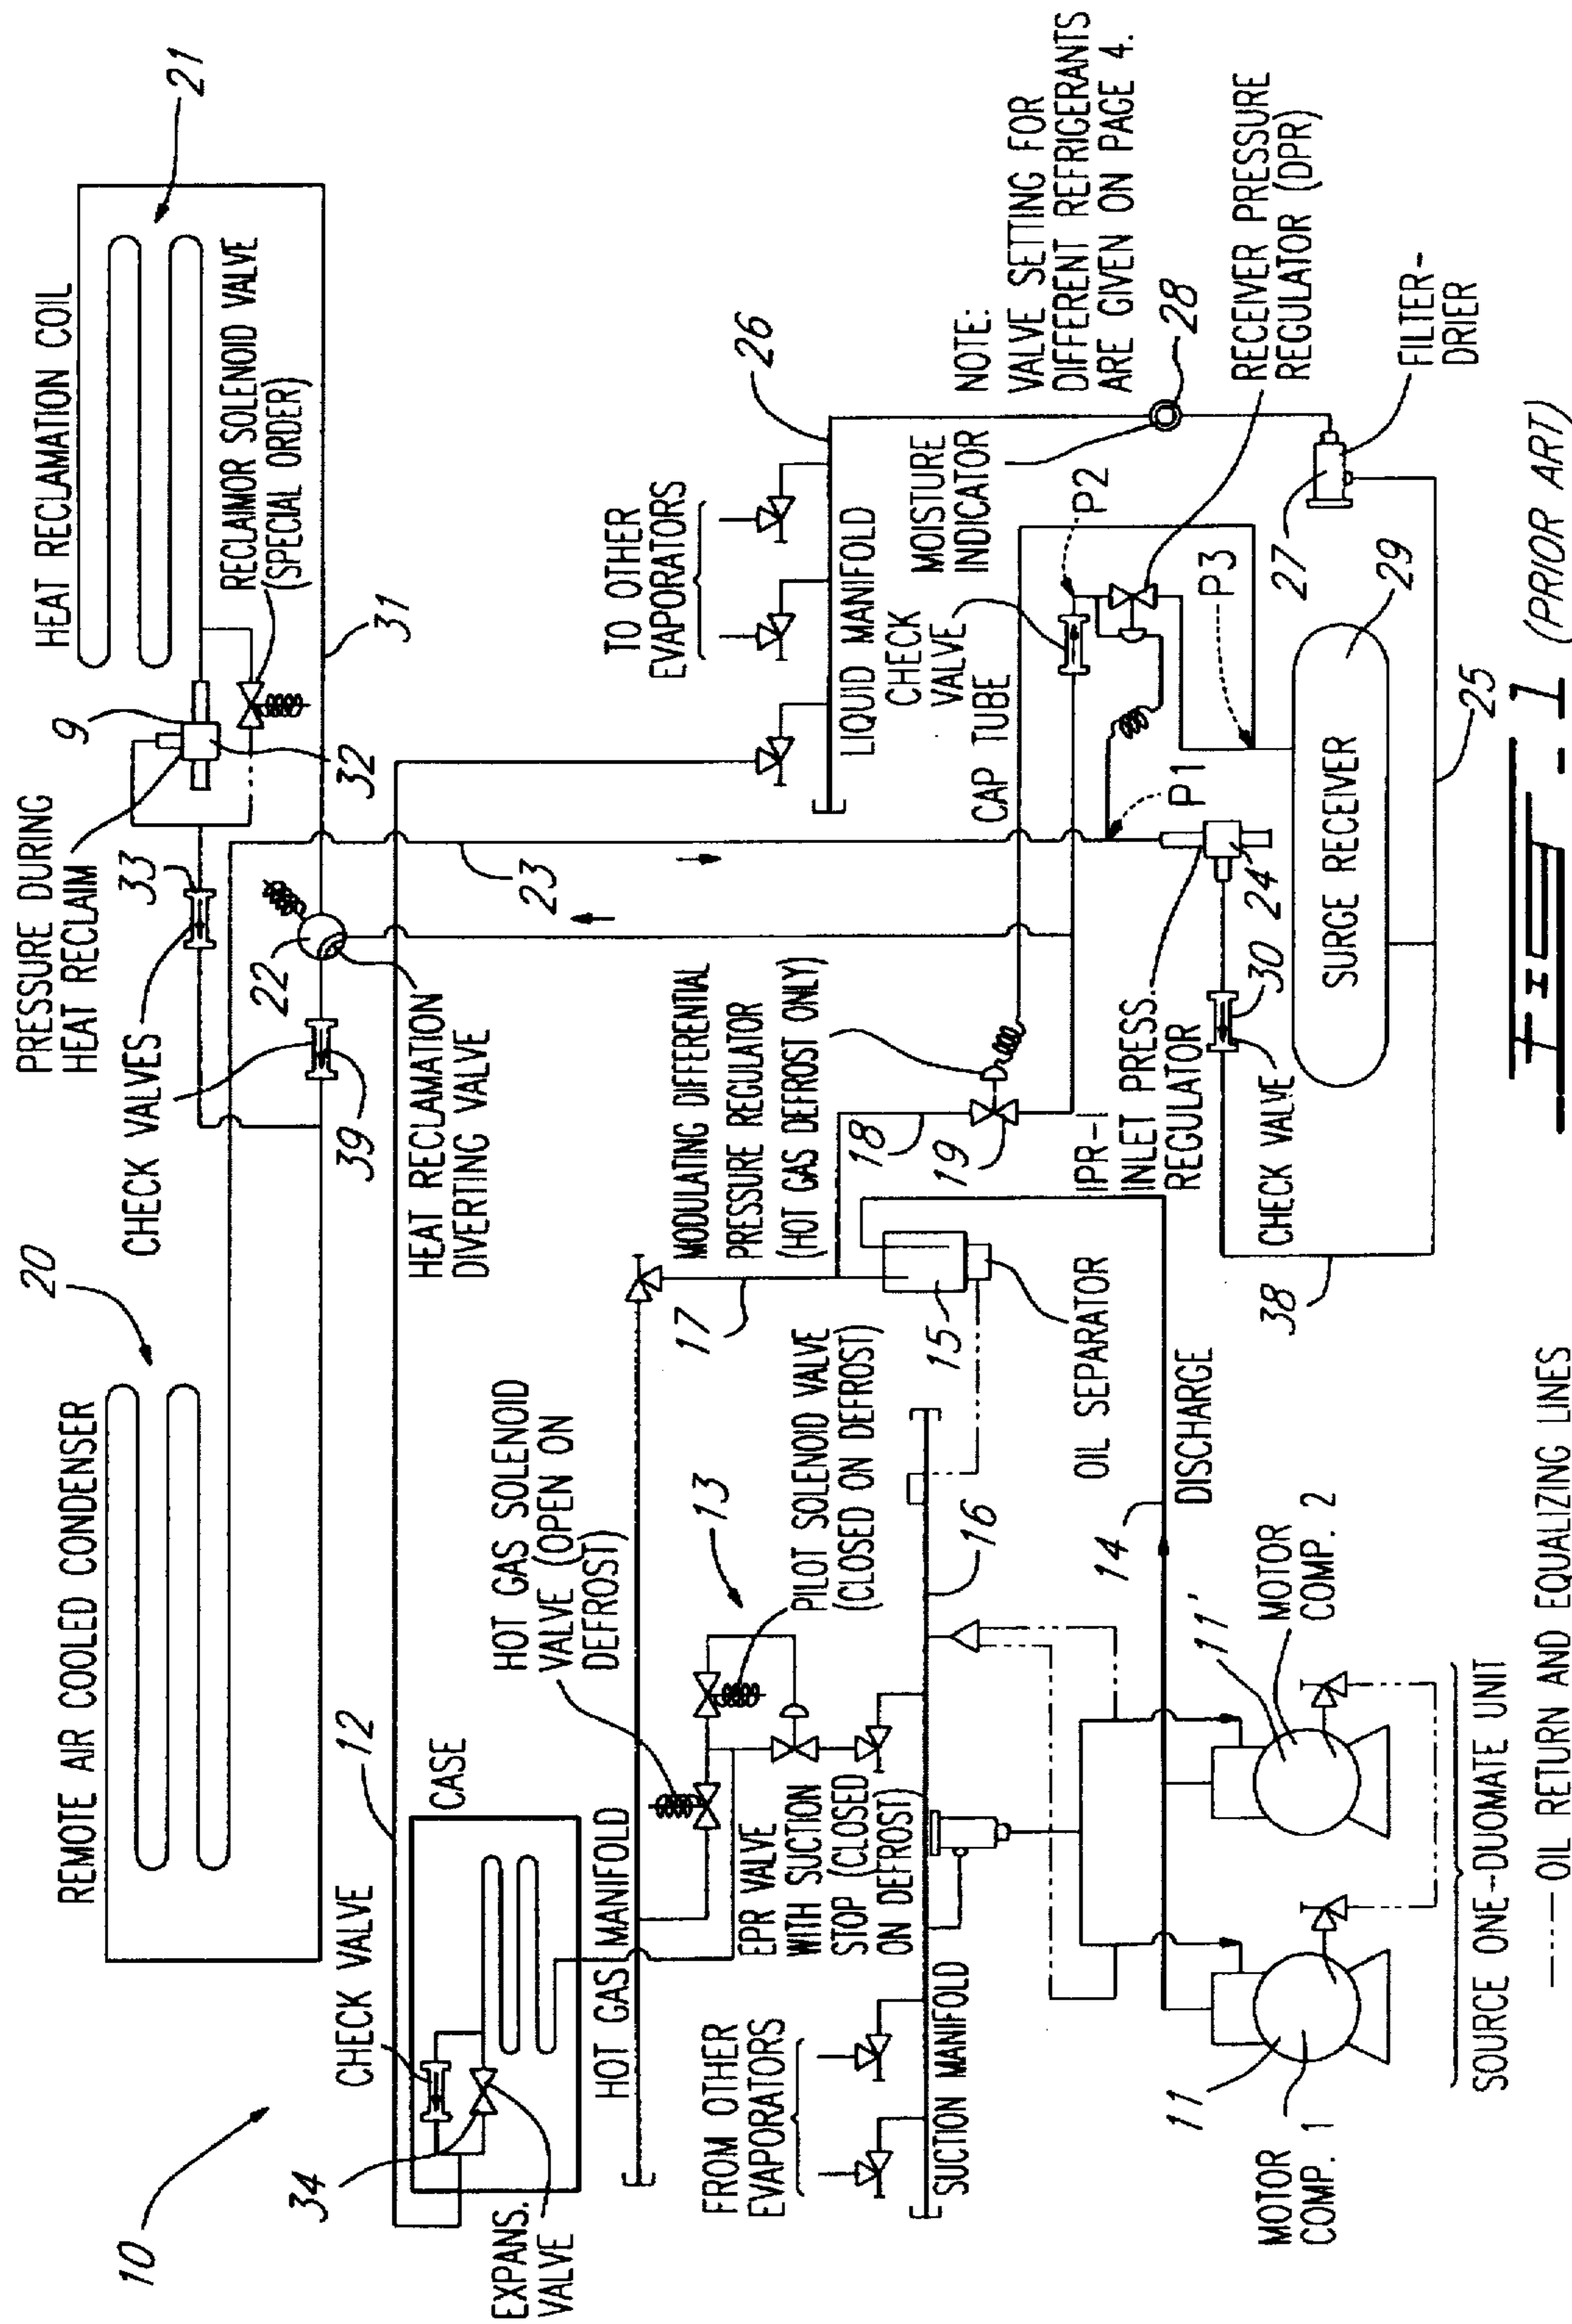 REMOTE AIR COOLED CONDENSER
20
HEAT RECLAMATION COIL
21
RECLAIMOR SOLENOID VALVE
(SPECIAL ORDER)
PRESSURE DURING
HEAT RECLAIM
9
32
31
33
CHECK VALVES
22
39
HEAT RECLAMATION
DIVERTING VALVE
23
10
12
CHECK VALVE
CASE
34
EXPANS.
VALVE
HOT GAS SOLENOID
VALVE (OPEN ON
DEFROST)
HOT GAS MANIFOLD
13
PILOT SOLENOID VALVE
(CLOSED ON DEFROST)
EPR VALVE
WITH SUCTION
STOP (CLOSED
ON DEFROST)
FROM OTHER
EVAPORATORS
SUCTION MANIFOLD
16
17
MODULATING DIFFERENTIAL
PRESSURE REGULATOR
(HOT GAS DEFROST ONLY)
18
19
15
OIL SEPARATOR
14
DISCHARGE
TO OTHER
EVAPORATORS
26
LIQUID MANIFOLD
NOTE:
VALVE SETTING FOR
DIFFERENT REFRIGERANTS
ARE GIVEN ON PAGE 4.
MOISTURE
INDICATOR
28
CHECK
VALVE
CAP TUBE
P2
RECEIVER PRESSURE
REGULATOR (DPR)
P1
P3
IPR-1
INLET PRESS.
REGULATOR
24
30
CHECK VALVE
SURGE RECEIVER
29
27
FILTER-
DRIER
25
38
11
MOTOR
COMP. 1
11'
MOTOR
COMP. 2
SOURCE ONE-DUOMATE UNIT
OIL RETURN AND EQUALIZING LINES
FIG-1 (PRIOR ART)